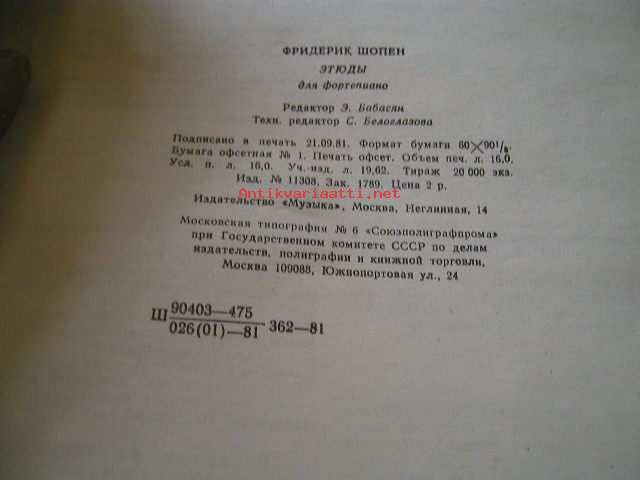 ФРИДЕРИК ШОПЕН
ЭТЮДЫ
для фортепиано
Редактор Э. Бабасян
Техн. редактор С. Белоглазова
Подписано в печать 21.09.81. Формат бумаги 60×90 1/8.
Бумага офсетная № 1. Печать офсет. Объем печ. л. 16,0.
Усл. п. л. 16,0. Уч.-изд. л. 19,62. Тираж 20 000 экз.
Изд. № 11308. Зак. 1789. Цена 2 р.
Antikvariaatti.net
Издательство «Музыка», Москва, Неглинная, 14
Московская типография № 6 «Союзполиграфпрома»
при Государственном комитете СССР по делам
издательств, полиграфии и книжной торговли,
Москва 109088, Южнопортовая ул., 24
Ш 90403—475
026(01)—81 362—81